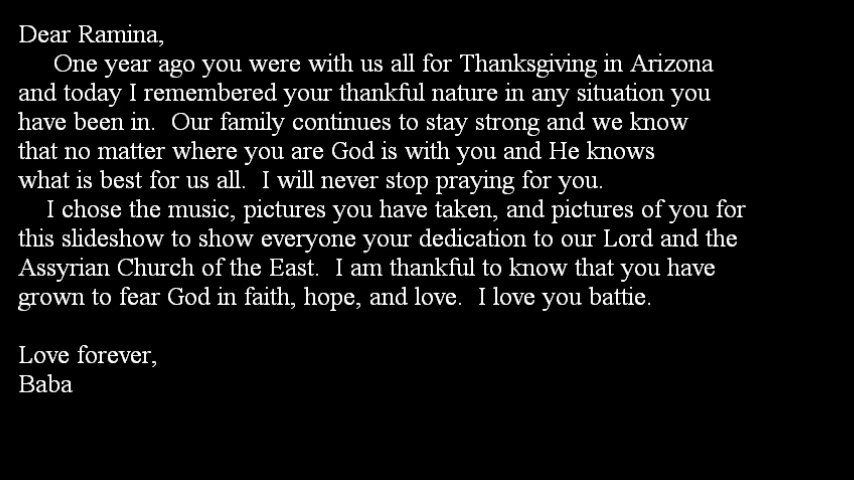 Dear Ramina,
One year ago you were with us all for Thanksgiving in Arizona
and today I remembered your thankful nature in any situation you
have been in.  Our family continues to stay strong and we know
that no matter where you are God is with you and He knows
what is best for us all.  I will never stop praying for you.
I chose the music, pictures you have taken, and pictures of you for
this slideshow to show everyone your dedication to our Lord and the
Assyrian Church of the East.  I am thankful to know that you have
grown to fear God in faith, hope, and love.  I love you battie.
Love forever,
Baba